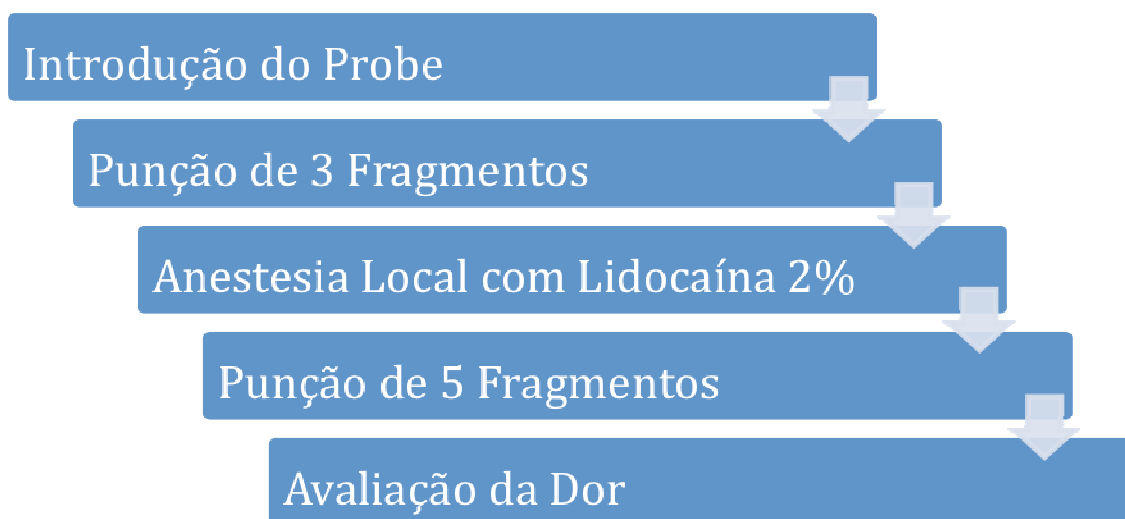 Introdução do Probe
Punção de 3 Fragmentos
Anestesia Local com Lidocaína 2%
Punção de 5 Fragmentos
Avaliação da Dor